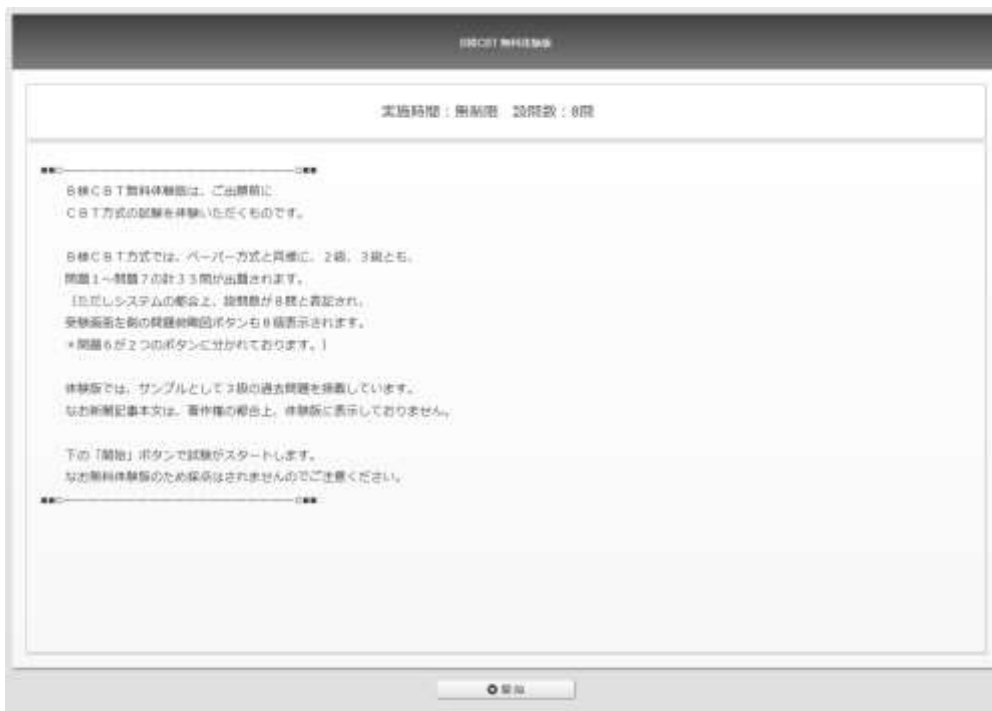 B検CBT 無料体験版
実施時間：無制限　設問数：8問
■■□―――――――――――――――――――□■■
B検CBT無料体験版は、ご出願前に
CBT方式の試験を体験いただくものです。
B検CBT方式では、ペーパー方式と同様に、2級、3級とも、
問題1～問題7の計35問が出題されます。
（ただしシステムの都合上、設問数が8問と表記され、
受験画面左側の問題俯瞰図ボタンも8個表示されます。
＊問題6が2つのボタンに分かれております。）
体験版では、サンプルとして3級の過去問題を掲載しています。
なお新聞記事本文は、著作権の都合上、体験版に表示しておりません。
下の「開始」ボタンで試験がスタートします。
なお無料体験版のため採点はされませんのでご注意ください。
■■□―――――――――――――――――――□■■
開始